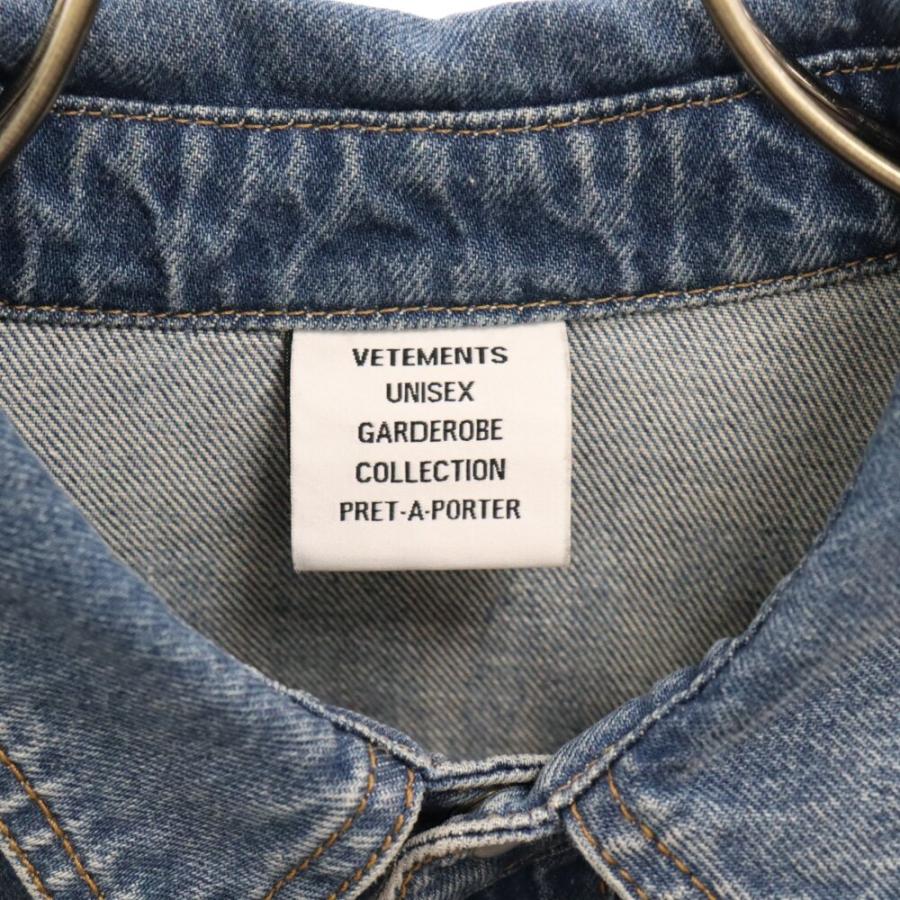 VETEMENTS
UNISEX
GARDEROBE
COLLECTION
PRET-A-PORTER